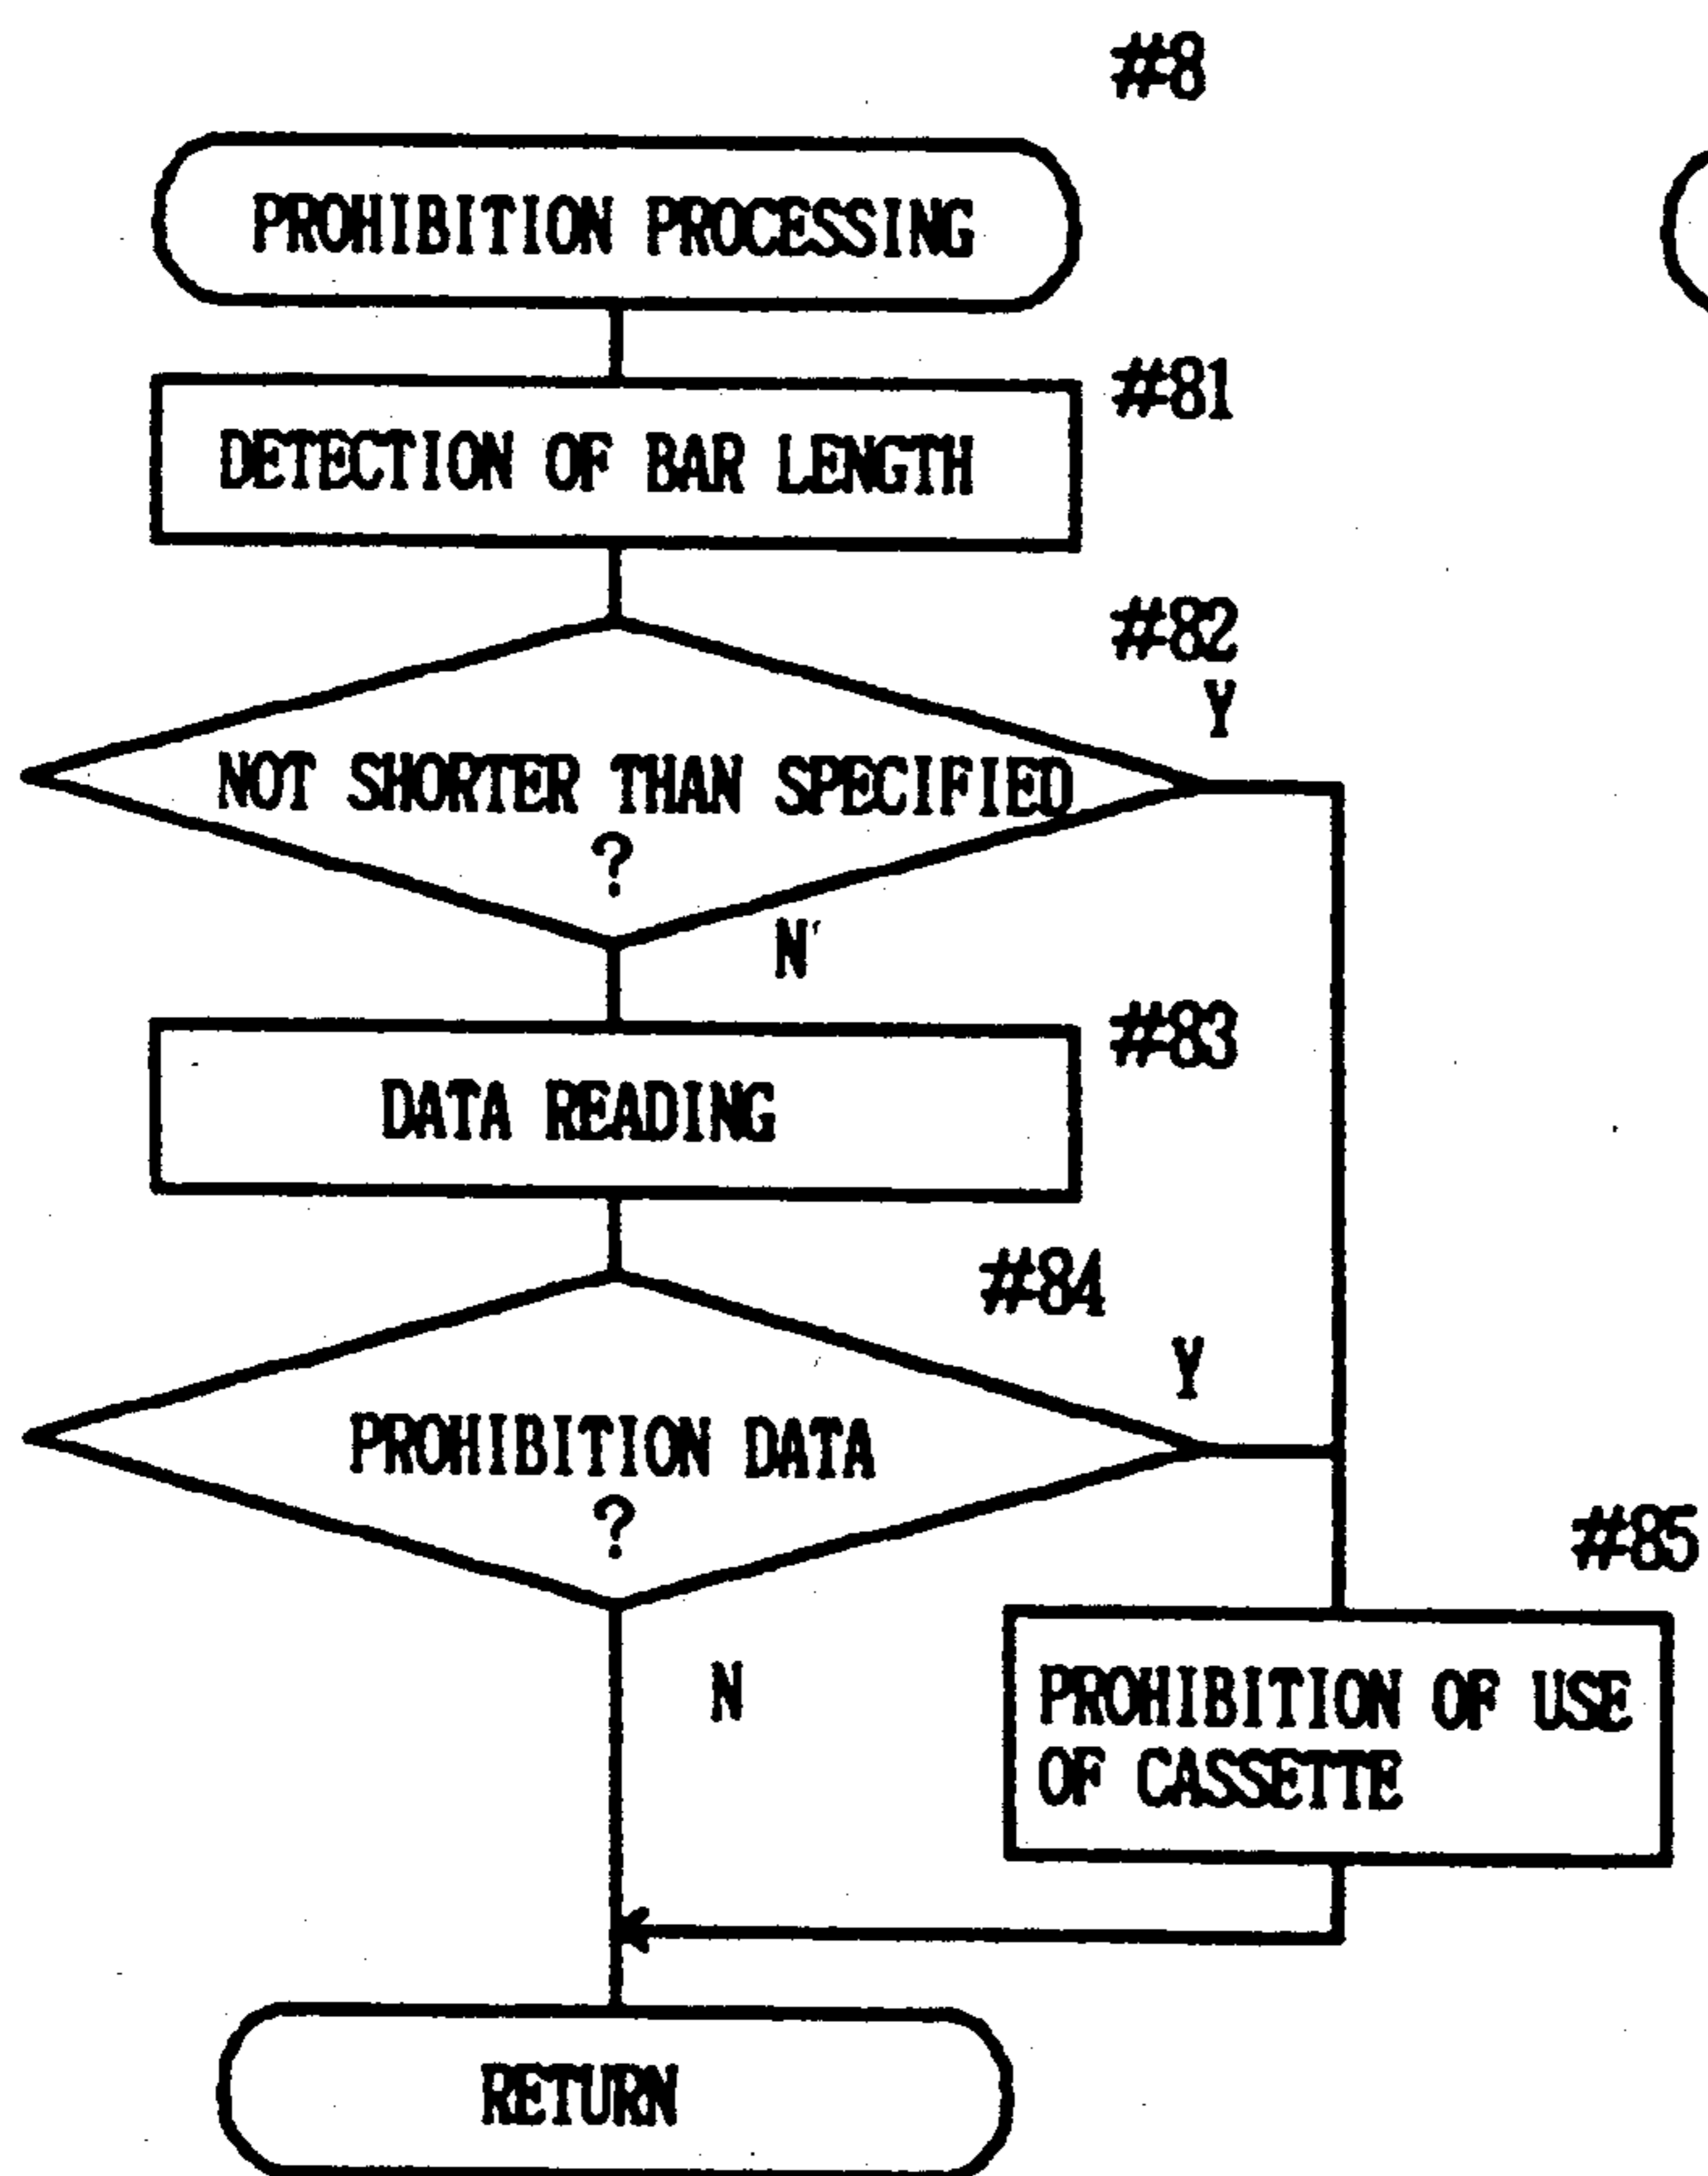 #8
PROHIBITION PROCESSING
#81
DETECTION OF BAR LENGTH
#82
Y
NOT SHORTER THAN SPECIFIED
?
N
#83
DATA READING
#84
Y
PROHIBITION DATA
?
#85
N
PROHIBITION OF USE
OF CASSETTE
RETURN